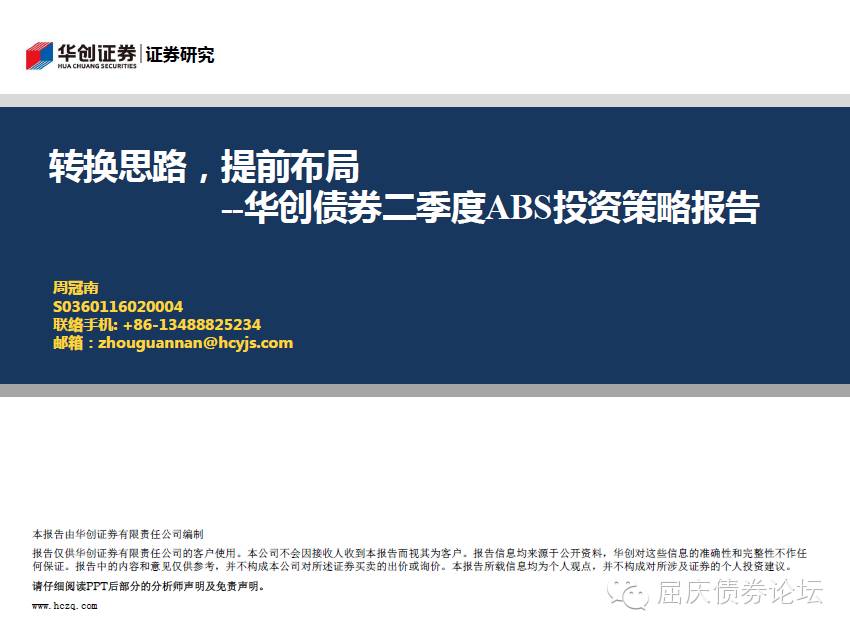 华创证券 证券研究
HUA CHUANG SECURITIES
转换思路，提前布局
--华创债券二季度ABS投资策略报告
周冠南
S0360116020004
联络手机: +86-13488825234
邮箱：zhouguannan@hcyjs.com
本报告由华创证券有限责任公司编制
报告仅供华创证券有限责任公司的客户使用。本公司不会因接收人收到本报告而视其为客户。报告信息均来源于公开资料，华创对这些信息的准确性和完整性不作任
何保证。报告中的内容和意见仅供参考，并不构成本公司对所述证券买卖的出价或询价。本报告所载信息均为个人观点，并不构成对所涉及证券的个人投资建议。
请仔细阅读PPT后部分的分析师声明及免责声明。
www.hczq.com
屈庆债券论坛